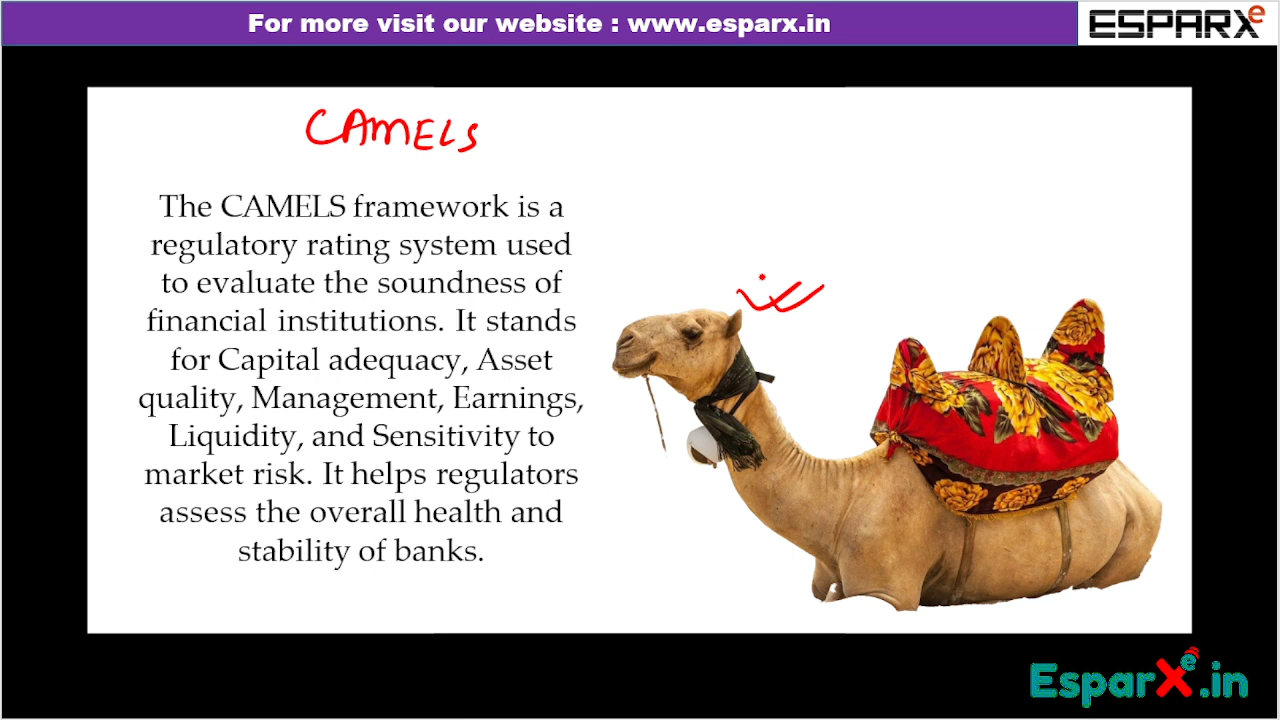 For more visit our website : www.esparx.in
ESPARXe
CAMELS
The CAMELS framework is a
regulatory rating system used
to evaluate the soundness of
financial institutions. It stands
for Capital adequacy, Asset
quality, Management, Earnings,
Liquidity, and Sensitivity to
market risk. It helps regulators
assess the overall health and
stability of banks.
EsparXe.in